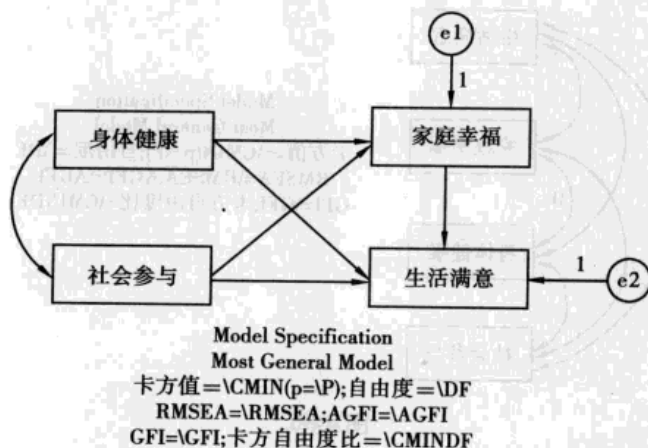 e1
1
身体健康
家庭幸福
社会参与
生活满意
1
e2
Model Specification
Most General Model
卡方值=\CMIN(p=\P);自由度=\DF
RMSEA=\RMSEA;AGFI=\AGFI
GFI=\GFI;卡方自由度比=\CMINDF